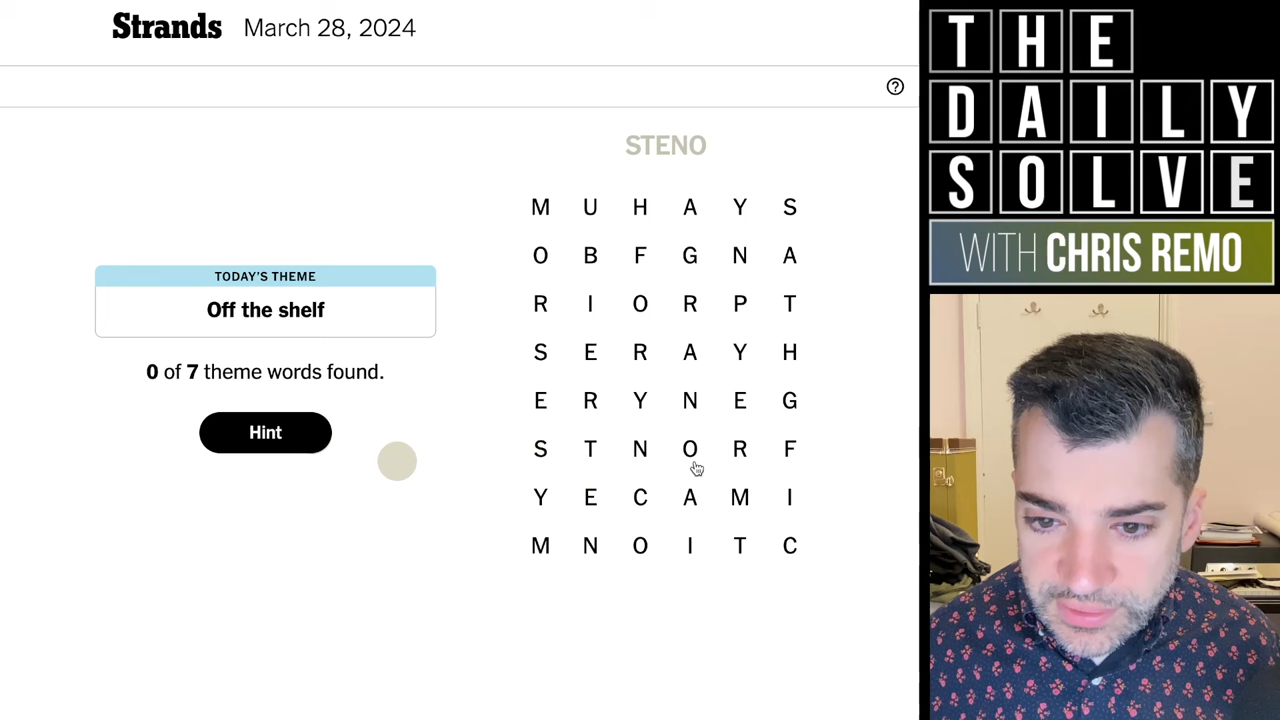 Strands March 28, 2024
STENO
TODAY'S THEME
Off the shelf
0 of 7 theme words found.
Hint
M U H A Y S
O B F G N A
R I O R P T
S E R A Y H
E R Y N E G
S T N O R F
Y E C A M I
M N O I T C
THE
DAILY
SOLVE
WITH CHRIS REMO